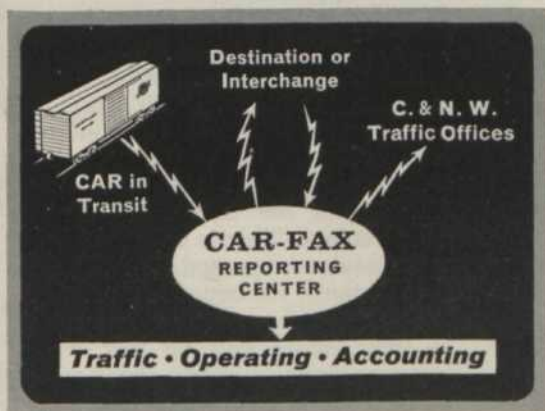 Destination or
Interchange
C. & N. W.
Traffic Offices
CAR in
Transit
CAR-FAX
REPORTING
CENTER
Traffic • Operating • Accounting